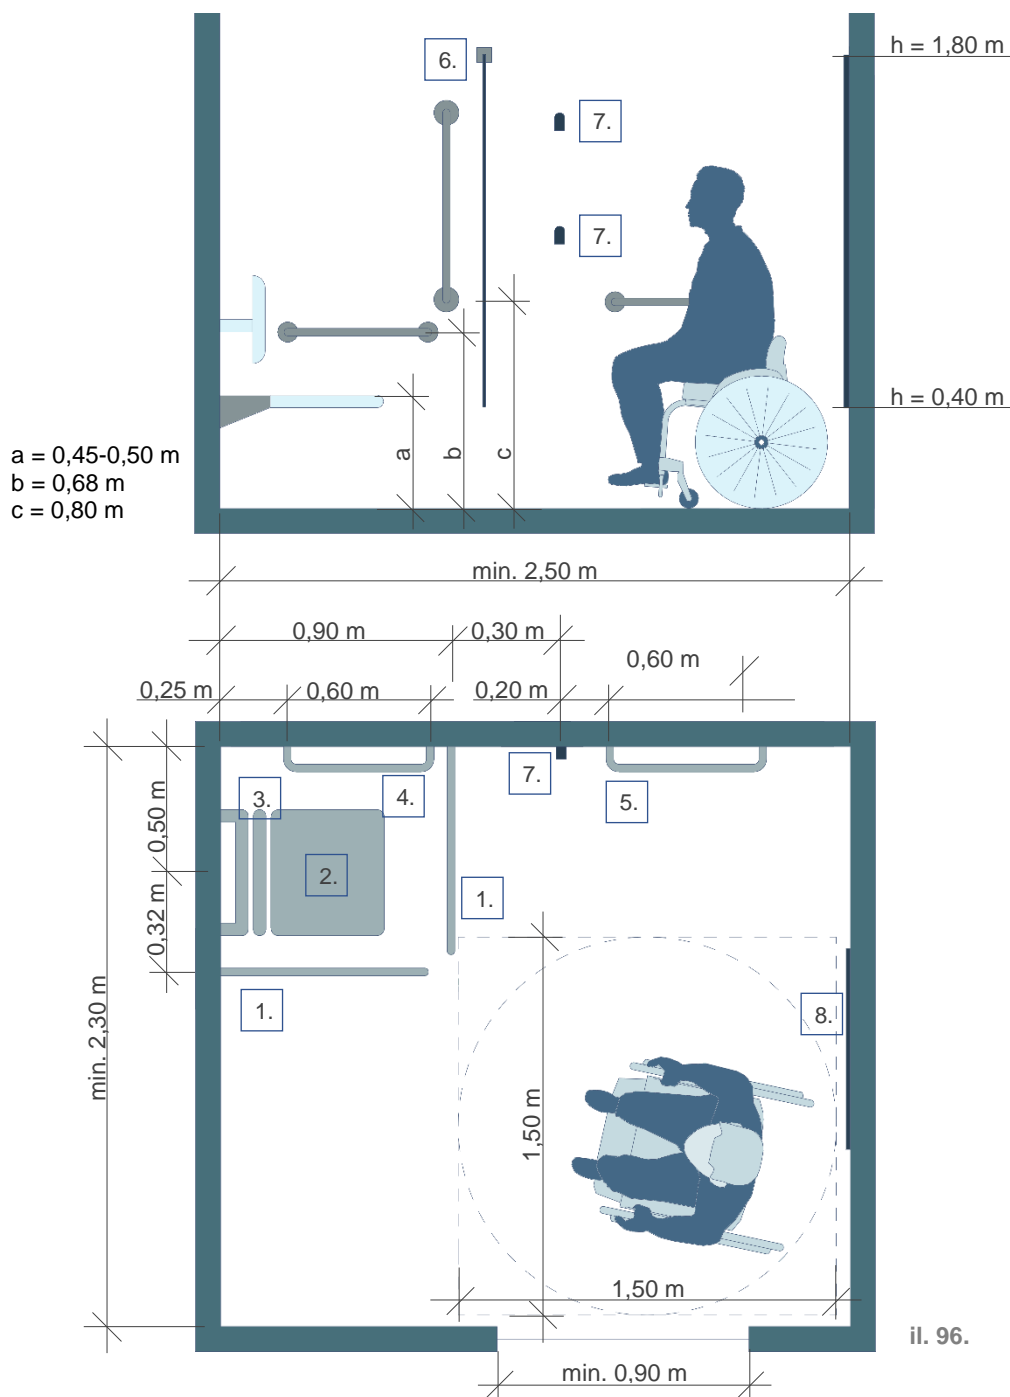 6.
h = 1,80 m
7.
7.
h = 0,40 m
a = 0,45-0,50 m
b = 0,68 m
c = 0,80 m
a
b
c
min. 2,50 m
0,90 m
0,30 m
0,60 m
0,25 m
0,60 m
0,20 m
7.
3.
4.
5.
0,50 m
2.
1.
0,32 m
1.
8.
min. 2,30 m
1,50 m
1,50 m
il. 96.
min. 0,90 m